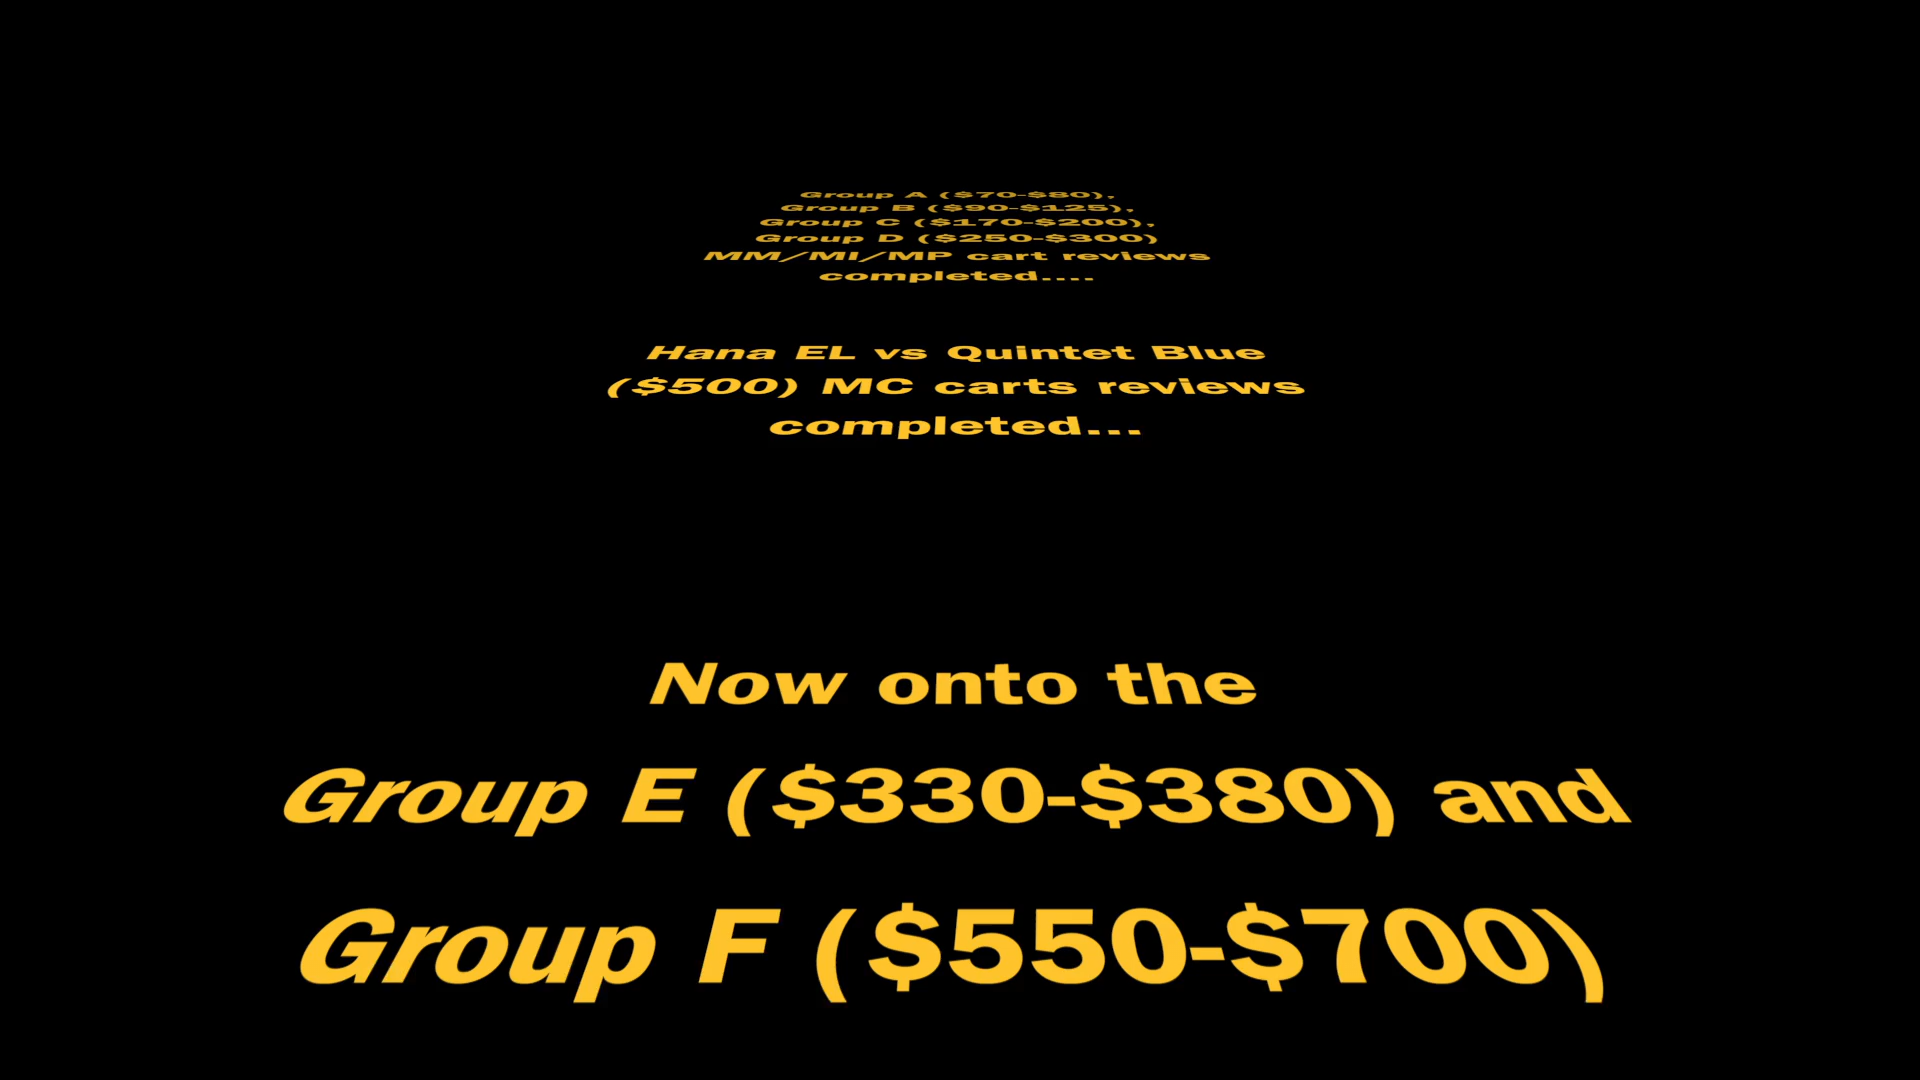 Group A ($70-$80),
Group B ($90-$125),
Group C ($170-$200),
Group D ($250-$300)
MM/MI/MP cart reviews
completed....
Hana EL vs Quintet Blue
($500) MC carts reviews
completed...
Now onto the
Group E ($330-$380) and
Group F ($550-$700)